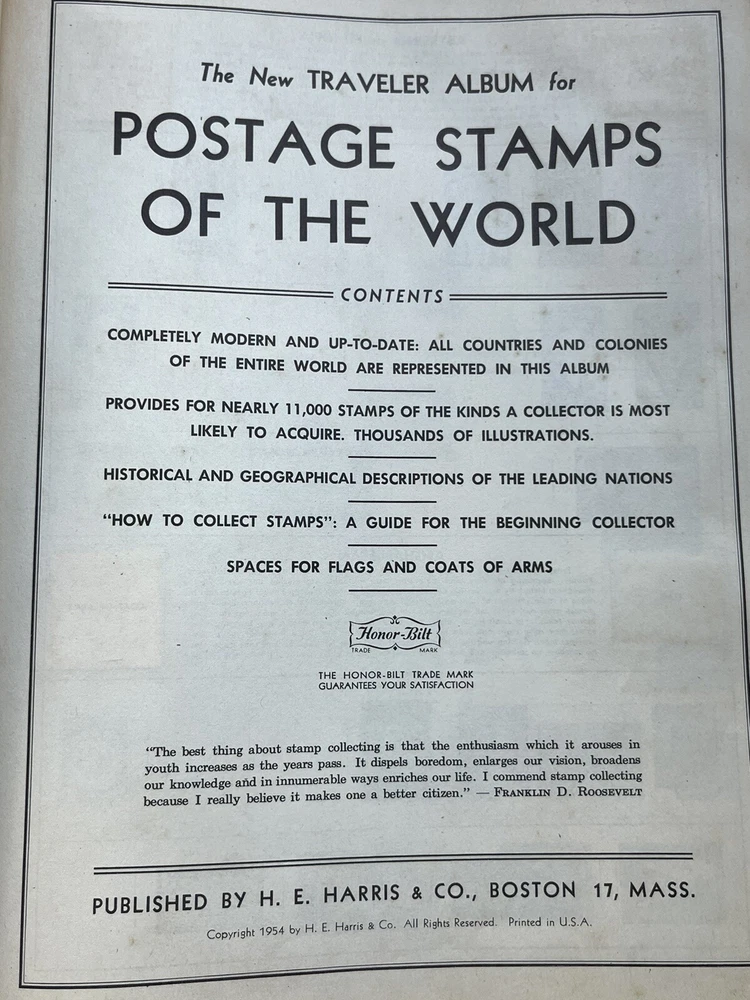 The New TRAVELER ALBUM for
POSTAGE STAMPS
OF THE WORLD
CONTENTS
COMPLETELY MODERN AND UP-TO-DATE: ALL COUNTRIES AND COLONIES
OF THE ENTIRE WORLD ARE REPRESENTED IN THIS ALBUM
PROVIDES FOR NEARLY 11,000 STAMPS OF THE KINDS A COLLECTOR IS MOST
LIKELY TO ACQUIRE. THOUSANDS OF ILLUSTRATIONS.
HISTORICAL AND GEOGRAPHICAL DESCRIPTIONS OF THE LEADING NATIONS
"HOW TO COLLECT STAMPS": A GUIDE FOR THE BEGINNING COLLECTOR
SPACES FOR FLAGS AND COATS OF ARMS
Honor-Bilt
TRADE MARK
THE HONOR-BILT TRADE MARK
GUARANTEES YOUR SATISFACTION
"The best thing about stamp collecting is that the enthusiasm which it arouses in
youth increases as the years pass. It dispels boredom, enlarges our vision, broadens
our knowledge and in innumerable ways enriches our life. I commend stamp collecting
because I really believe it makes one a better citizen." — FRANKLIN D. ROOSEVELT
PUBLISHED BY H. E. HARRIS & CO., BOSTON 17, MASS.
Copyright 1954 by H. E. Harris & Co. All Rights Reserved. Printed in U.S.A.